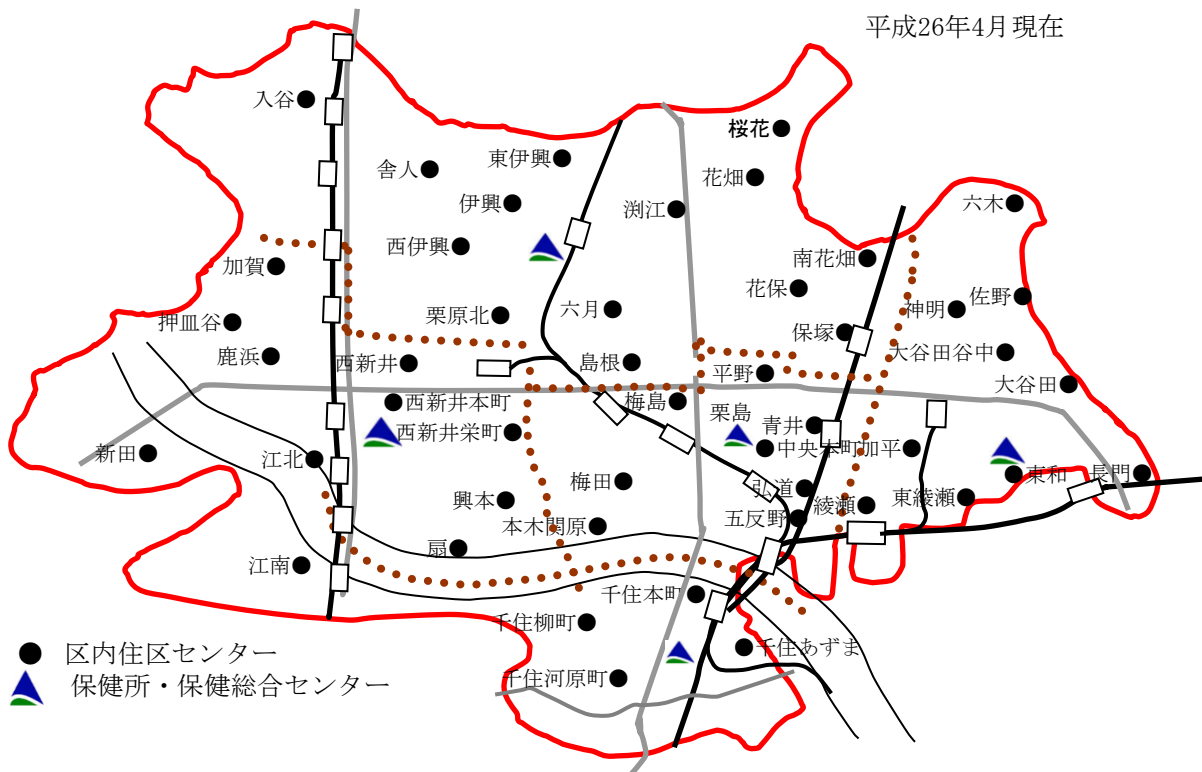 平成26年4月現在
入谷
桜花
東伊興
舎人
花畑
伊興
渕江
六木
西伊興
南花畑
加賀
花保
佐野
栗原北
六月
神明
押皿谷
保塚
鹿浜
西新井
島根
大谷田谷中
平野
大谷田
西新井本町
梅島
栗島
青井
西新井栄町
中央本町
加平
新田
江北
東和
長門
梅田
弘道
興本
東綾瀬
本木関原
五反野
綾瀬
扇
江南
千住本町
千住柳町
千住あずま
千住河原町
区内住区センター
保健所・保健総合センター